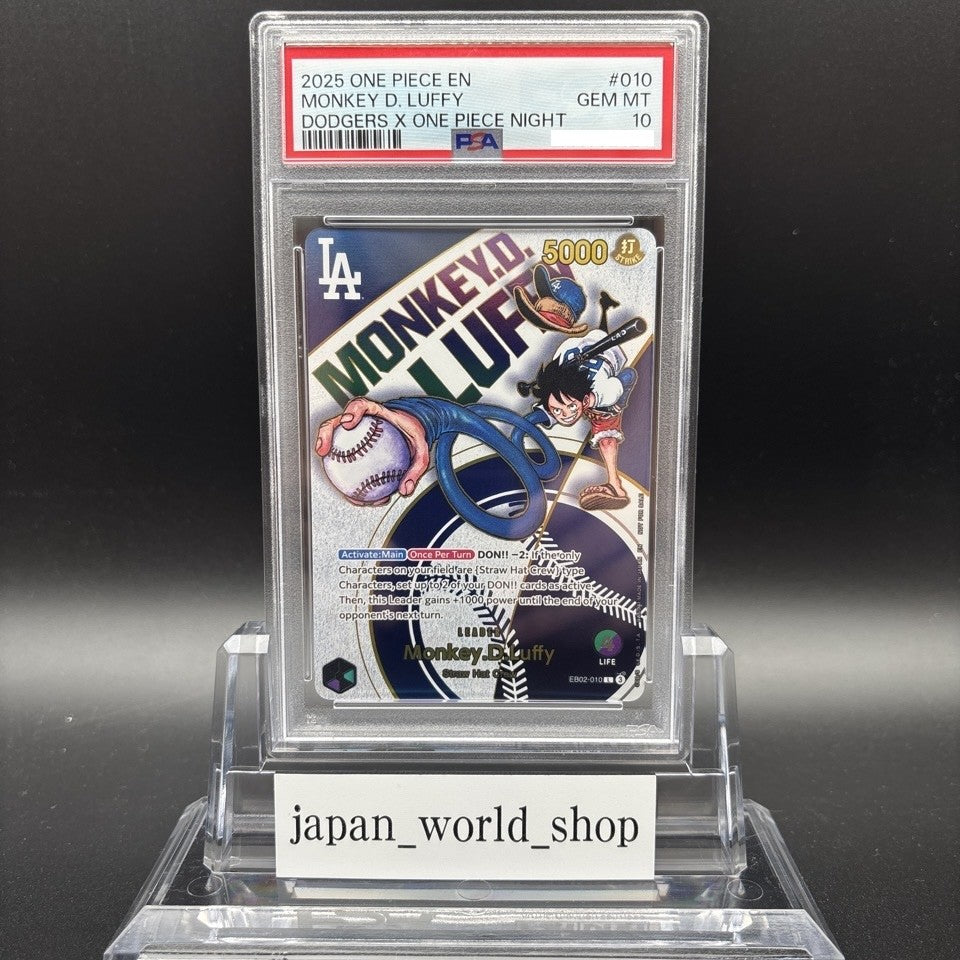 2025 ONE PIECE EN #010
MONKEY D. LUFFY GEM MT
DODGERS X ONE PIECE NIGHT 10
PSA
LA
5000 打
STRIKE
MONKEY.D.
LUFFY
Activate:Main Once Per Turn DON!! −2: If the only
Characters on your field are {Straw Hat Crew} type
Characters, set up to 2 of your DON!! cards as active.
Then, this Leader gains +1000 power until the end of your
opponent's next turn.
LEADER
Monkey.D.Luffy
Straw Hat Crew
4
LIFE
EB02-010 L 3
japan_world_shop